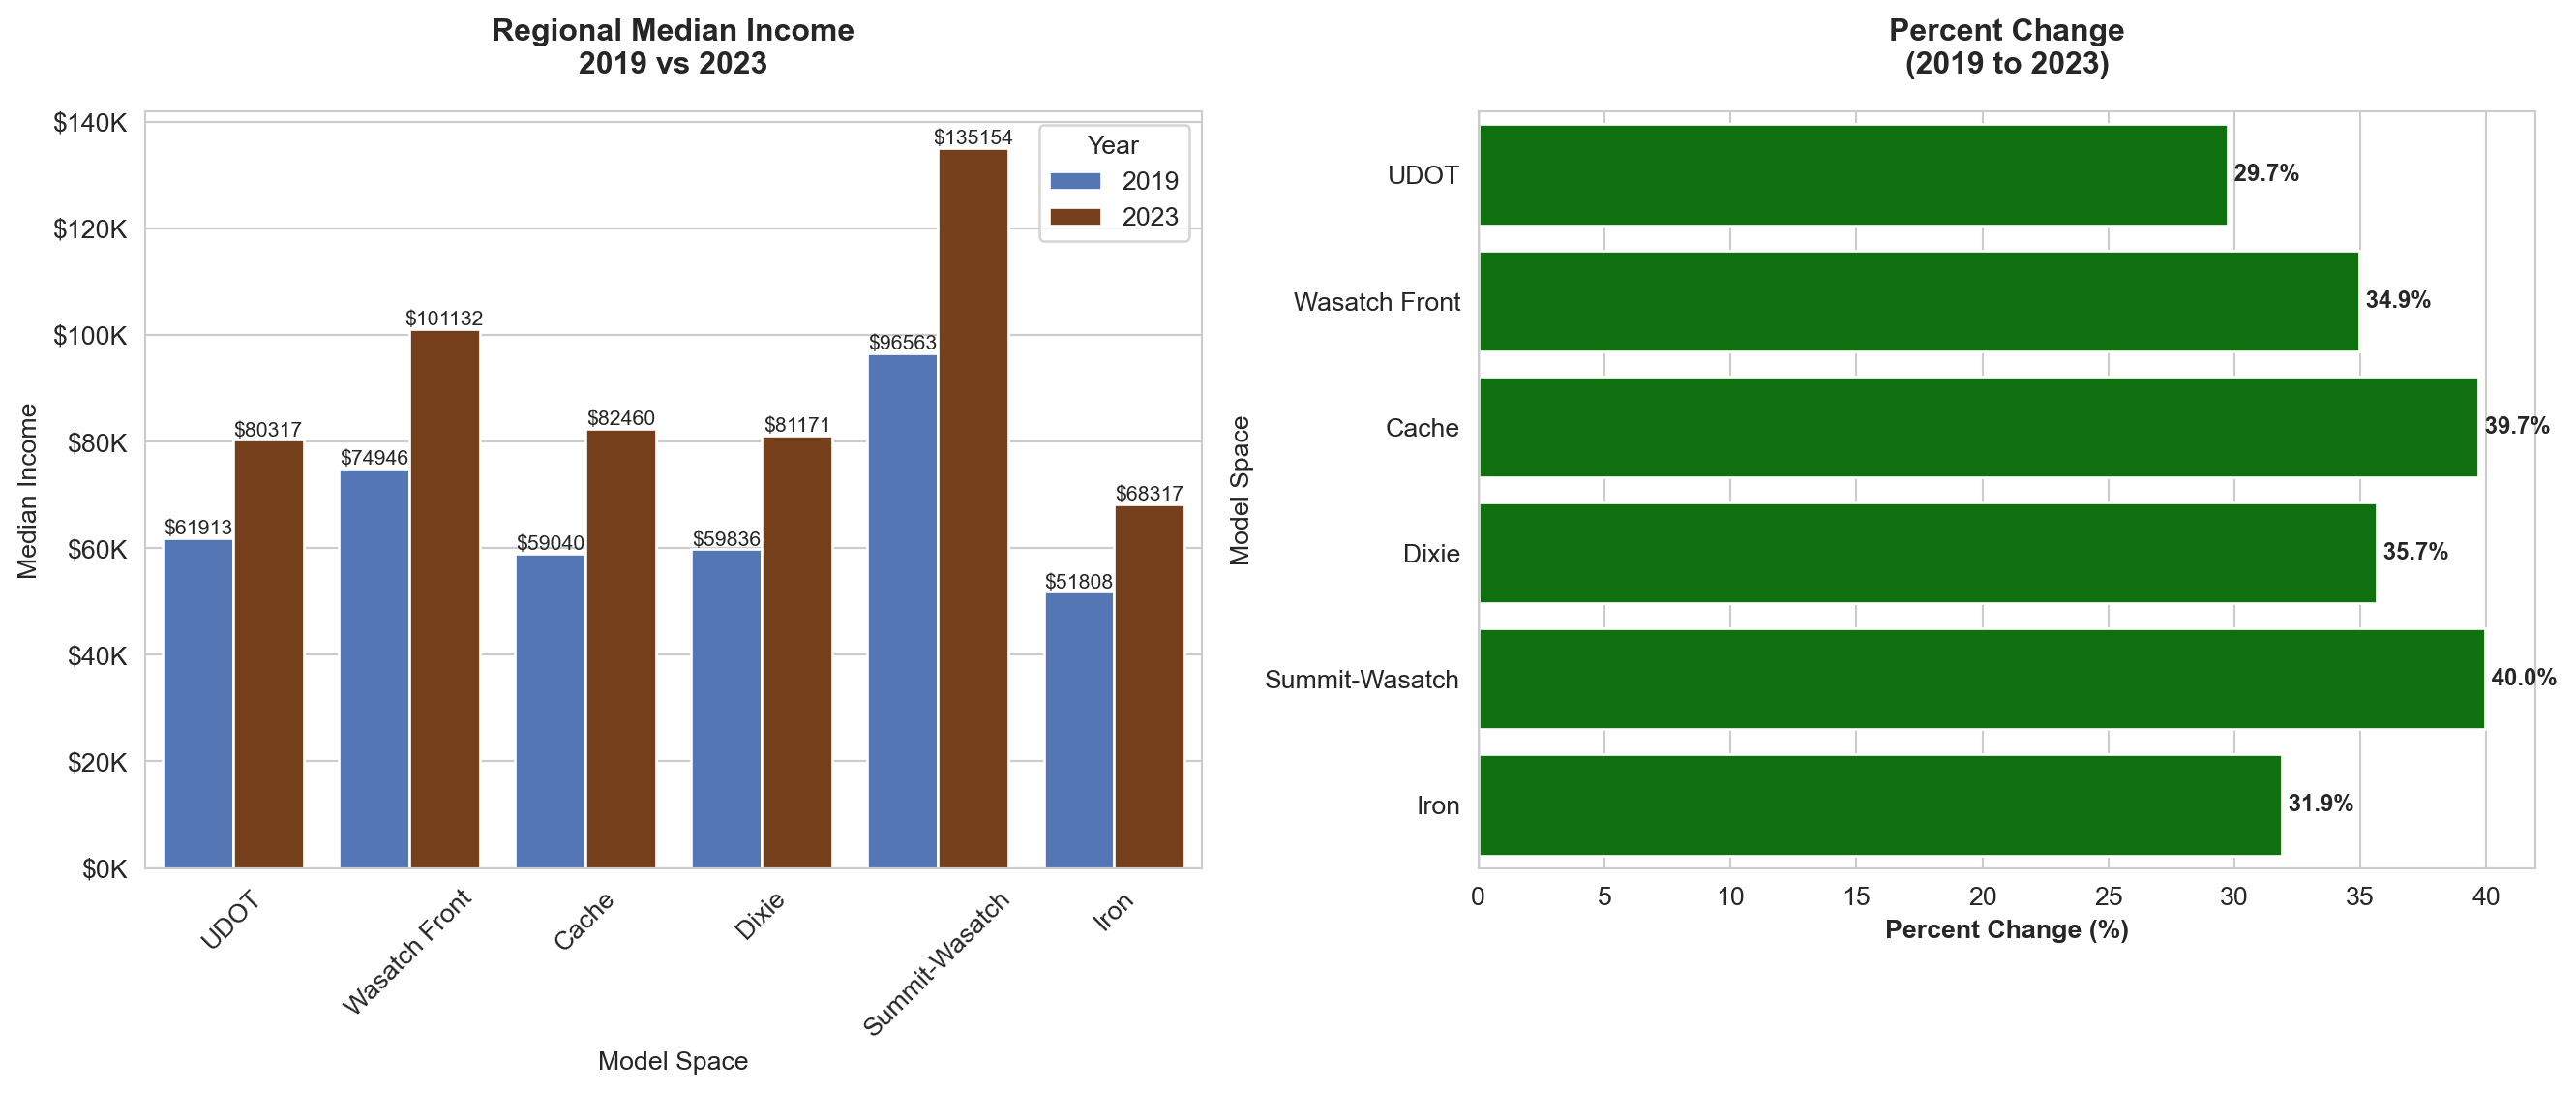 Regional Median Income
2019 vs 2023
$140K
$120K
$100K
$80K
$60K
$40K
$20K
$0K
Median Income
$61913
$80317
$74946
$101132
$59040
$82460
$59836
$81171
$96563
$135154
$51808
$68317
Year
2019
2023
UDOT
Wasatch Front
Cache
Dixie
Summit-Wasatch
Iron
Model Space
Percent Change
(2019 to 2023)
Model Space
UDOT
29.7%
Wasatch Front
34.9%
Cache
39.7%
Dixie
35.7%
Summit-Wasatch
40.0%
Iron
31.9%
0 5 10 15 20 25 30 35 40
Percent Change (%)